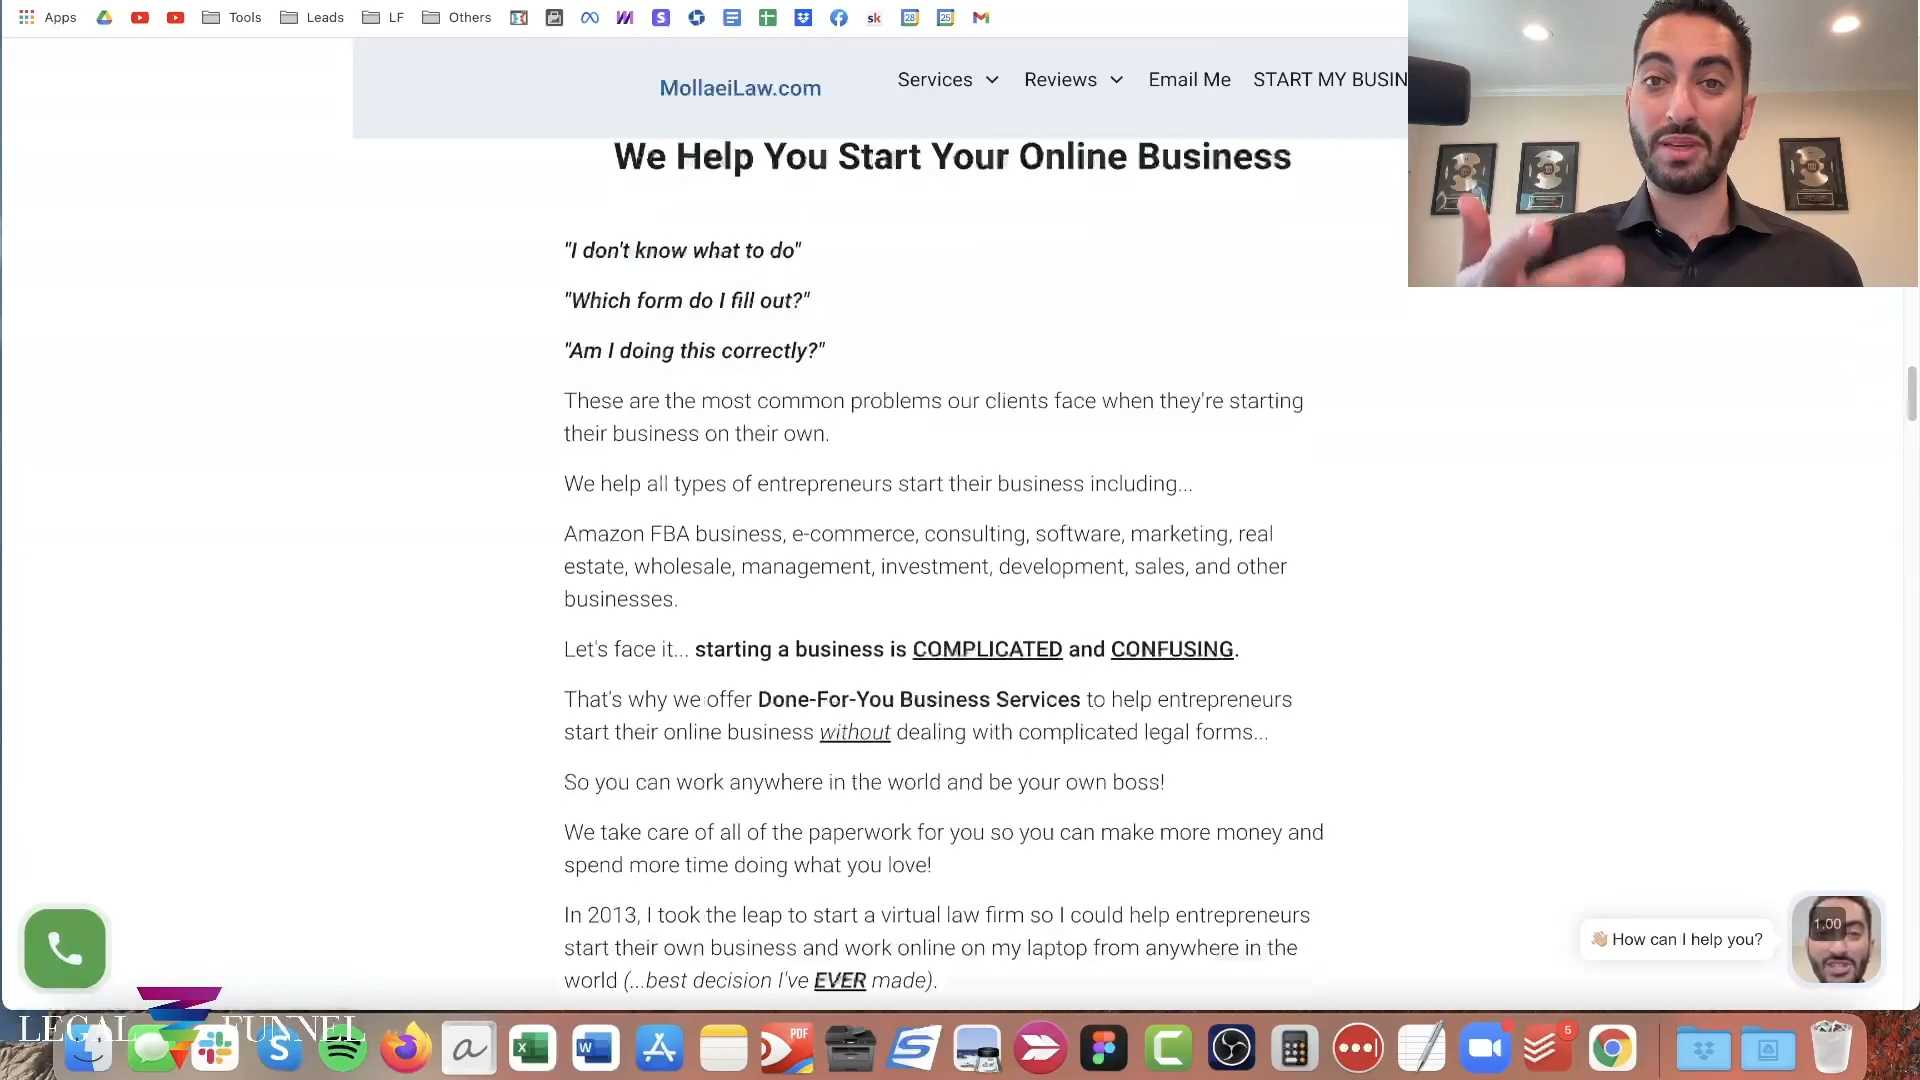 Apps
Tools
Leads
LF
Others
28
25
MollaeiLaw.com
Services
Reviews
Email Me
START MY BUSIN
We Help You Start Your Online Business
"I don't know what to do"
"Which form do I fill out?"
"Am I doing this correctly?"
These are the most common problems our clients face when they're starting
their business on their own.
We help all types of entrepreneurs start their business including...
Amazon FBA business, e-commerce, consulting, software, marketing, real
estate, wholesale, management, investment, development, sales, and other
businesses.
Let's face it... starting a business is COMPLICATED and CONFUSING.
That's why we offer Done-For-You Business Services to help entrepreneurs
start their online business without dealing with complicated legal forms...
So you can work anywhere in the world and be your own boss!
We take care of all of the paperwork for you so you can make more money and
spend more time doing what you love!
In 2013, I took the leap to start a virtual law firm so I could help entrepreneurs
start their own business and work online on my laptop from anywhere in the
world (...best decision I've EVER made).
👋🏼 How can I help you?
1.00
LEGAL FUNNEL
PDF
5